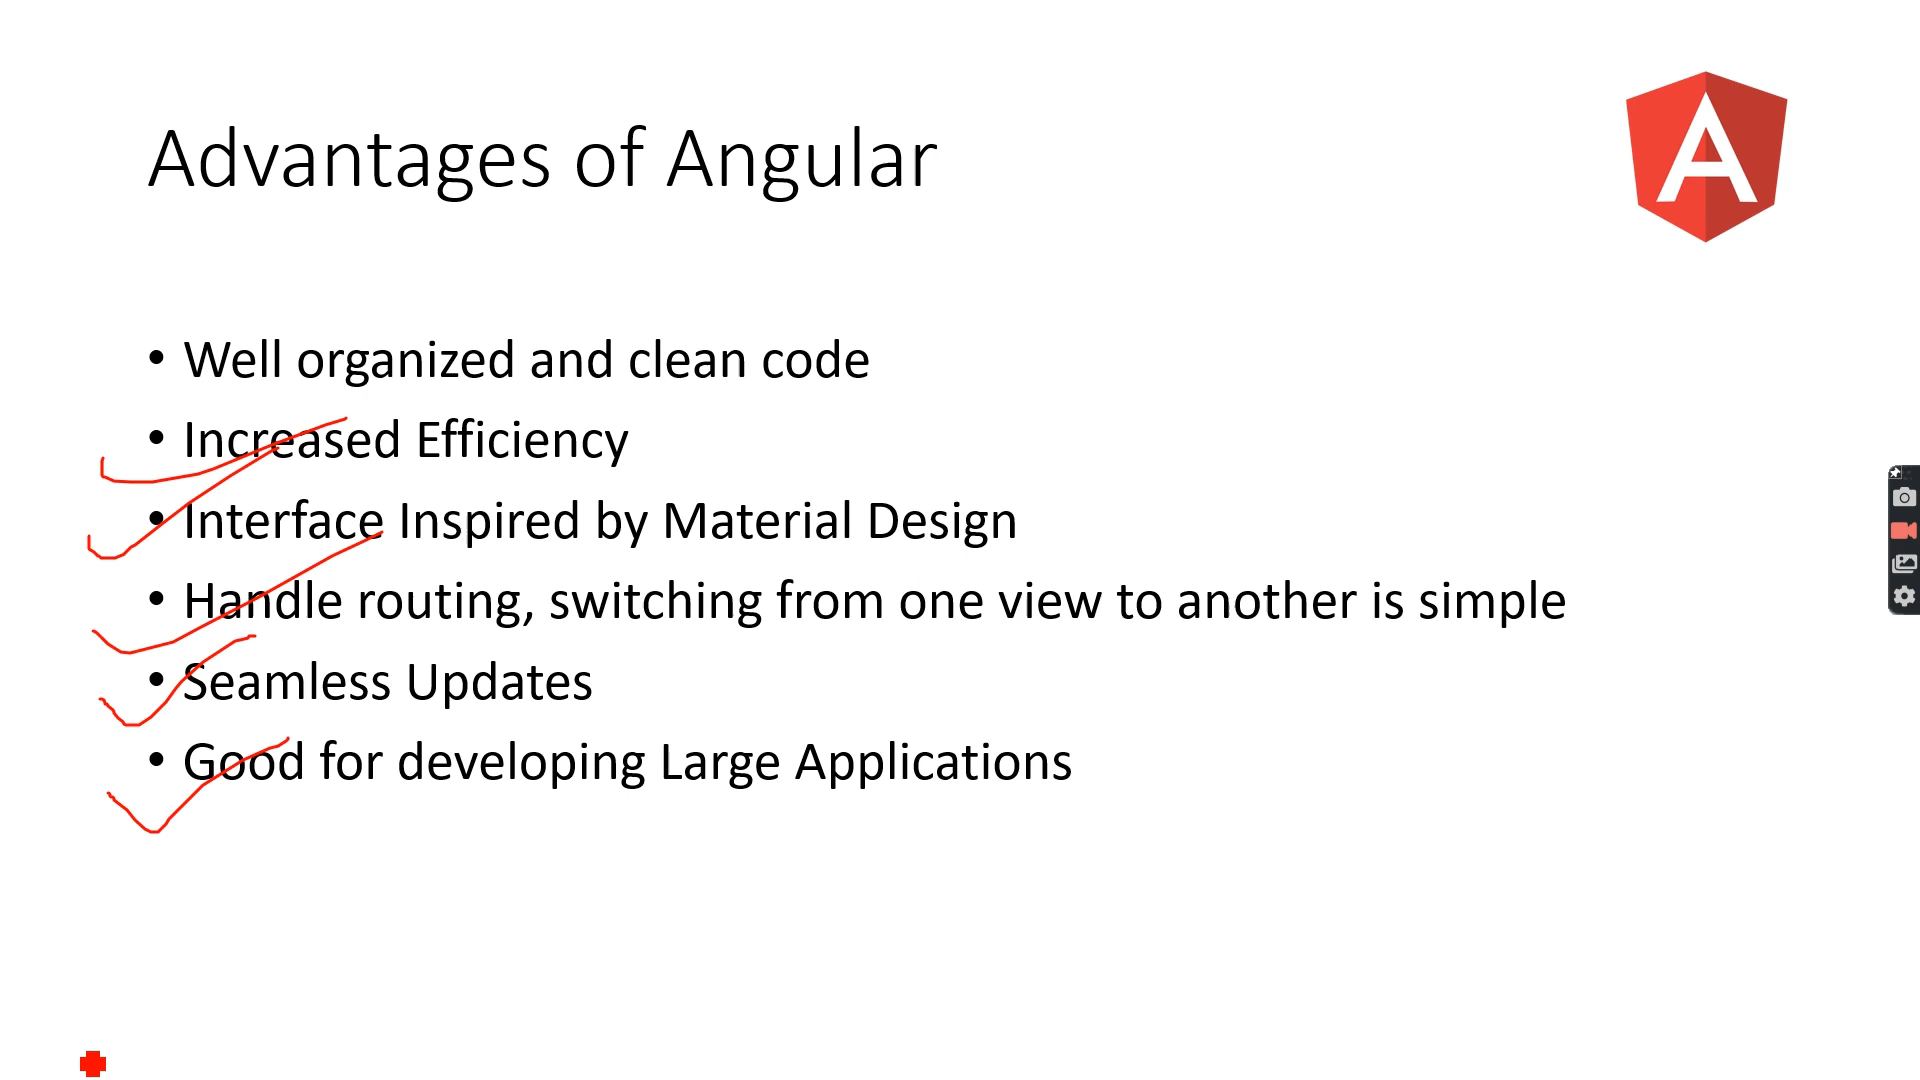 Advantages of Angular
• Well organized and clean code
• Increased Efficiency
• Interface Inspired by Material Design
• Handle routing, switching from one view to another is simple
• Seamless Updates
• Good for developing Large Applications